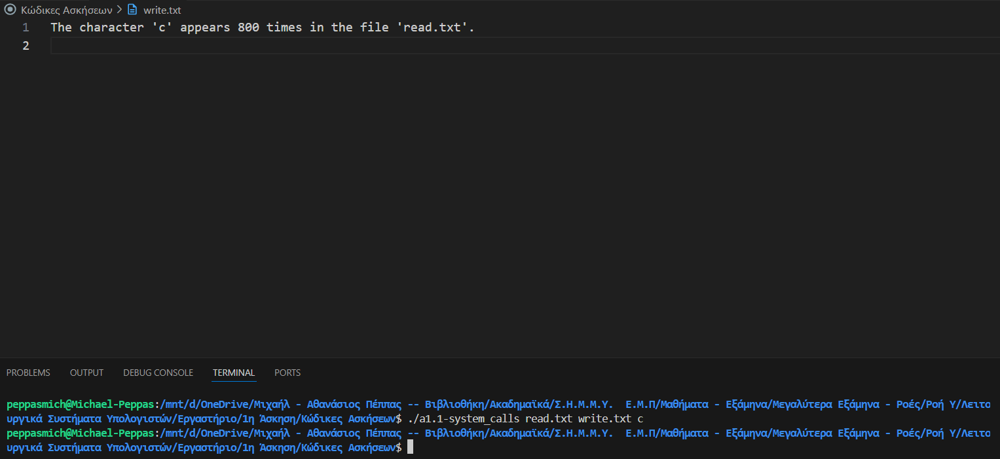 Κώδικες Ασκήσεων > write.txt
1 The character 'c' appears 800 times in the file 'read.txt'.
2
PROBLEMS OUTPUT DEBUG CONSOLE TERMINAL PORTS
peppasmich@Michael-Peppas:/mnt/d/OneDrive/Μιχαήλ - Αθανάσιος Πέππας -- Βιβλιοθήκη/Ακαδημαϊκά/Σ.Η.Μ.Μ.Υ.  Ε.Μ.Π/Μαθήματα - Εξάμηνα/Μεγαλύτερα Εξάμηνα - Ροές/Ροή Υ/Λειτο
υργικά Συστήματα Υπολογιστών/Εργαστήριο/1η Άσκηση/Κώδικες Ασκήσεων$ ./a1.1-system_calls read.txt write.txt c
peppasmich@Michael-Peppas:/mnt/d/OneDrive/Μιχαήλ - Αθανάσιος Πέππας -- Βιβλιοθήκη/Ακαδημαϊκά/Σ.Η.Μ.Μ.Υ.  Ε.Μ.Π/Μαθήματα - Εξάμηνα/Μεγαλύτερα Εξάμηνα - Ροές/Ροή Υ/Λειτο
υργικά Συστήματα Υπολογιστών/Εργαστήριο/1η Άσκηση/Κώδικες Ασκήσεων$